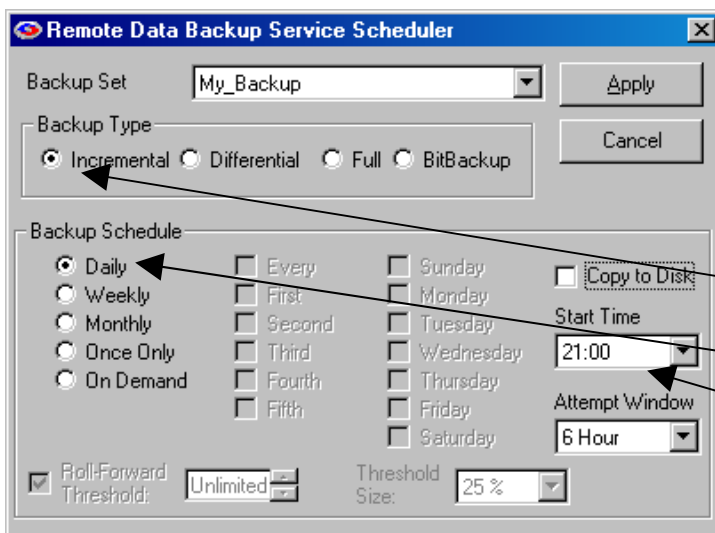 Remote Data Backup Service Scheduler
Backup Set My_Backup Apply
Backup Type Cancel
Incremental Differential Full BitBackup
Backup Schedule
Daily Every Sunday Copy to Disk
Weekly First Monday
Monthly Second Tuesday Start Time
Once Only Third Wednesday 21:00
On Demand Fourth Thursday
Fifth Friday Attempt Window
Saturday 6 Hour
Roll-Forward Threshold: Unlimited Threshold Size: 25 %